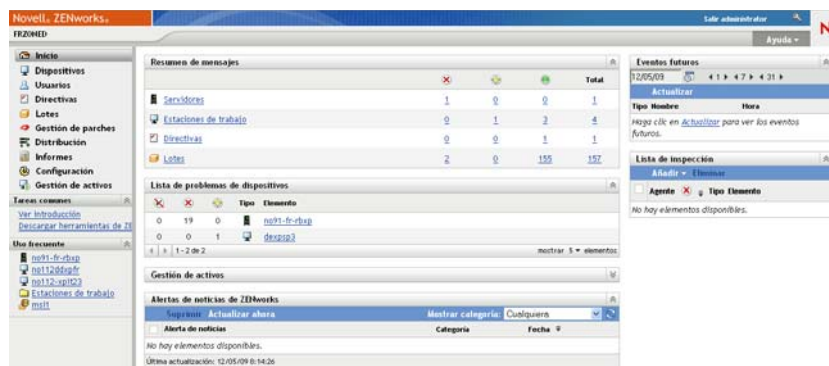 Novell® ZENworks®
Salir administrator
FRZONED
Ayuda
Inicio
Dispositivos
Usuarios
Directivas
Lotes
Gestión de parches
Distribución
Informes
Configuración
Gestión de activos
Tareas comunes
Ver Introducción
Descargar herramientas de ZE
Uso frecuente
no91-fr-rbxp
no112ddxpfr
no112-xplt23
Estaciones de trabajo
msi1
Resumen de mensajes
Total
Servidores 1 0 0 1
Estaciones de trabajo 0 1 3 4
Directivas 0 0 1 1
Lotes 2 0 155 157
Lista de problemas de dispositivos
Tipo Elemento
0 19 0 no91-fr-rbxp
0 0 1 dexpsp3
1 - 2 de 2 mostrar 5 elementos
Gestión de activos
Alertas de noticias de ZENworks
Suprimir Actualizar ahora Mostrar categoría: Cualquiera
Alerta de noticias Categoría Fecha
No hay elementos disponibles.
Última actualización: 12/05/09 8:14:26
Eventos futuros
12/05/09 1 7 31
Actualizar
Tipo Nombre Hora
Haga clic en Actualizar para ver los eventos
futuros.
Lista de inspección
Añadir Eliminar
Agente Tipo Elemento
No hay elementos disponibles.
N